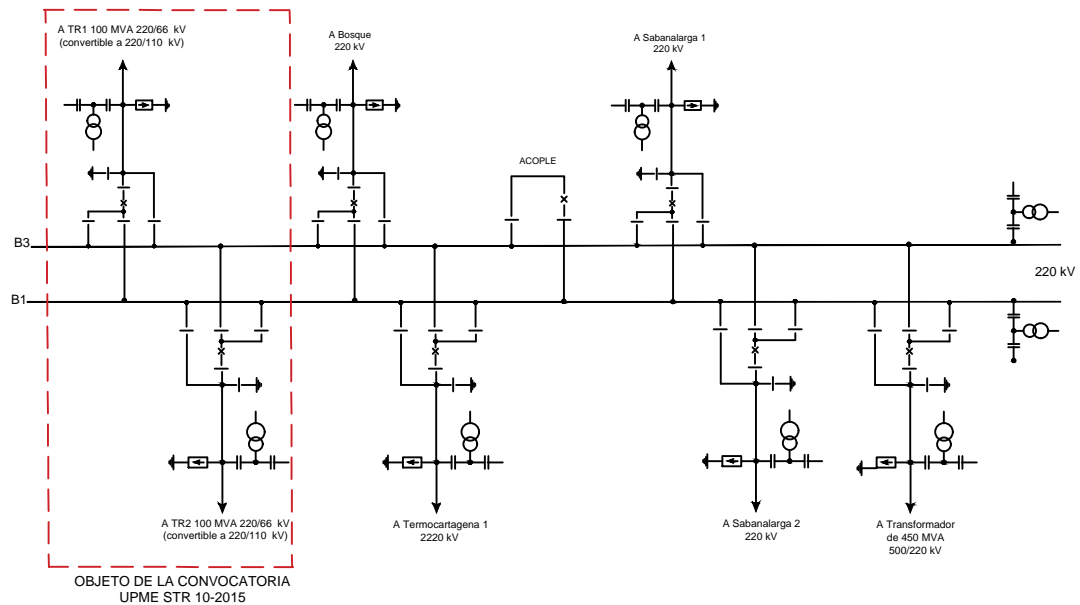 A TR1 100 MVA 220/66 kV
(convertible a 220/110 kV)
A Bosque
220 kV
A Sabanalarga 1
220 kV
ACOPLE
B3
220 kV
B1
A TR2 100 MVA 220/66 kV
(convertible a 220/110 kV)
A Termocartagena 1
2220 kV
A Sabanalarga 2
220 kV
A Transformador
de 450 MVA
500/220 kV
OBJETO DE LA CONVOCATORIA
UPME STR 10-2015